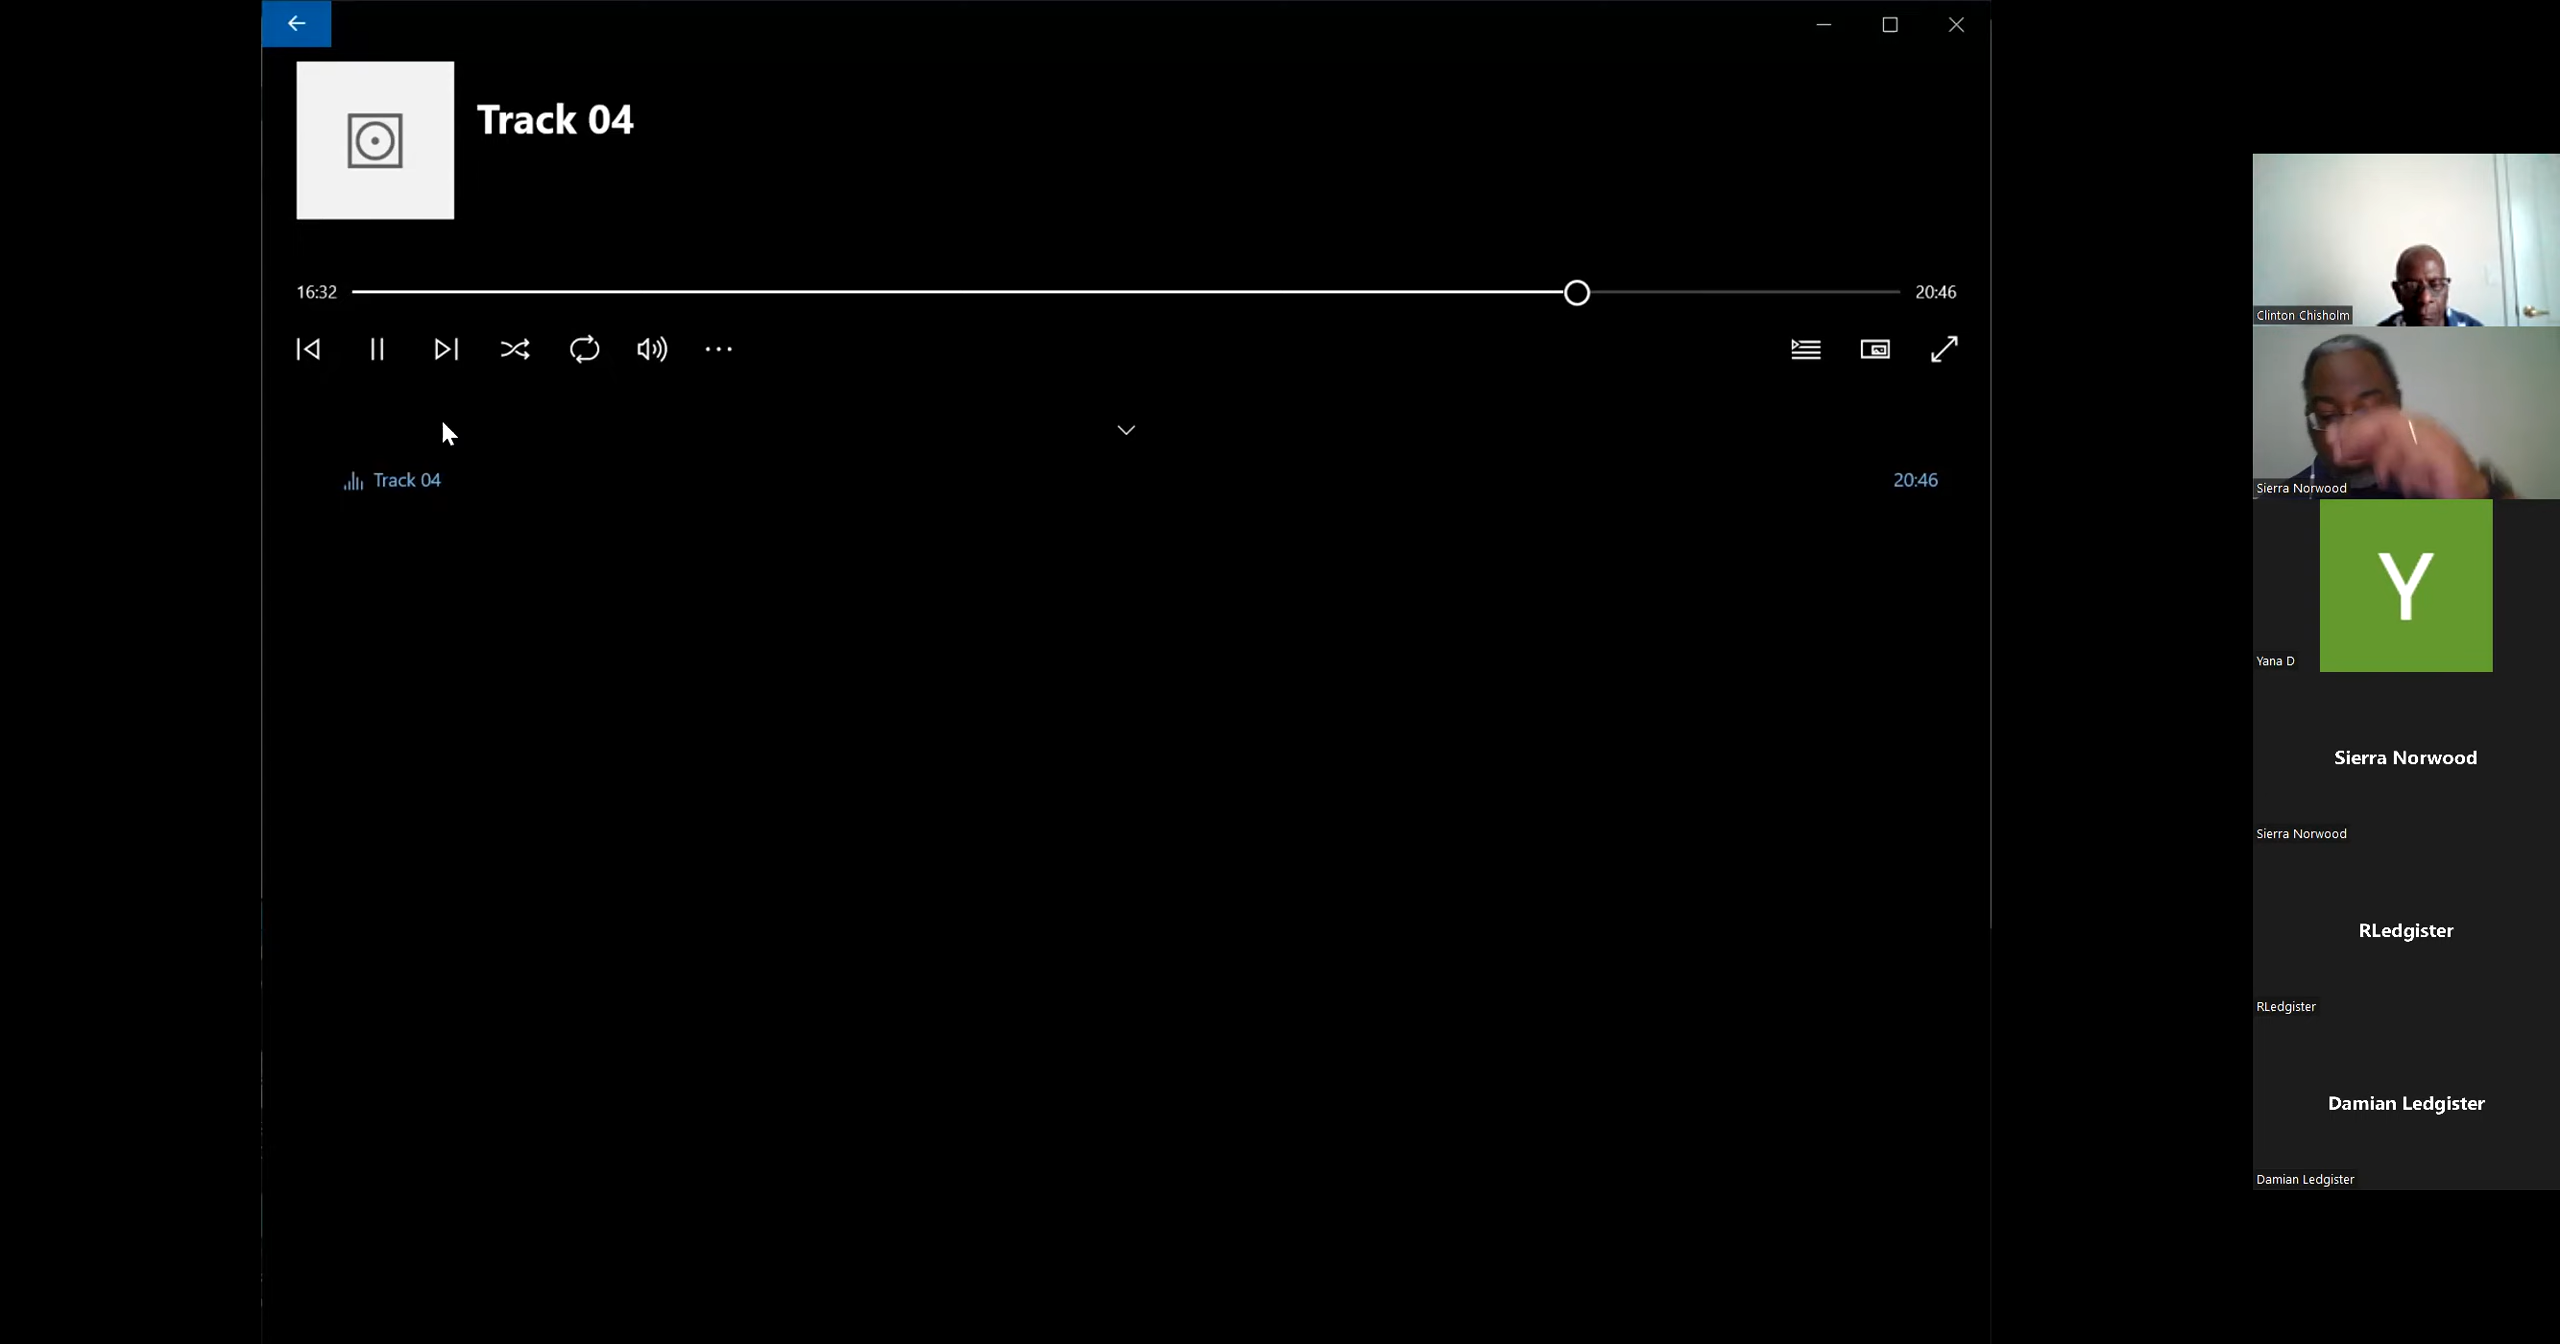 Track 04
16:32
20:46
Track 04
20:46
Clinton Chisholm
Sierra Norwood
Y
Yana D
Sierra Norwood
Sierra Norwood
RLedgister
RLedgister
Damian Ledgister
Damian Ledgister